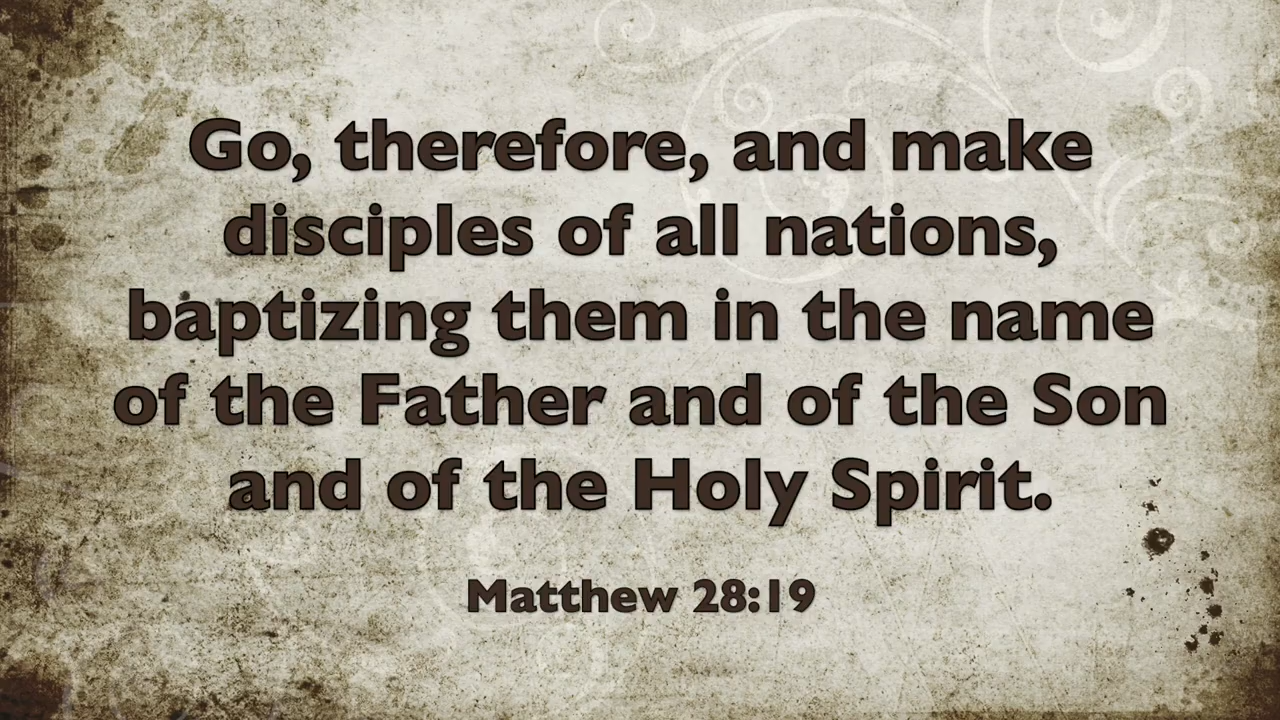 Go, therefore, and make
disciples of all nations,
baptizing them in the name
of the Father and of the Son
and of the Holy Spirit.
Matthew 28:19